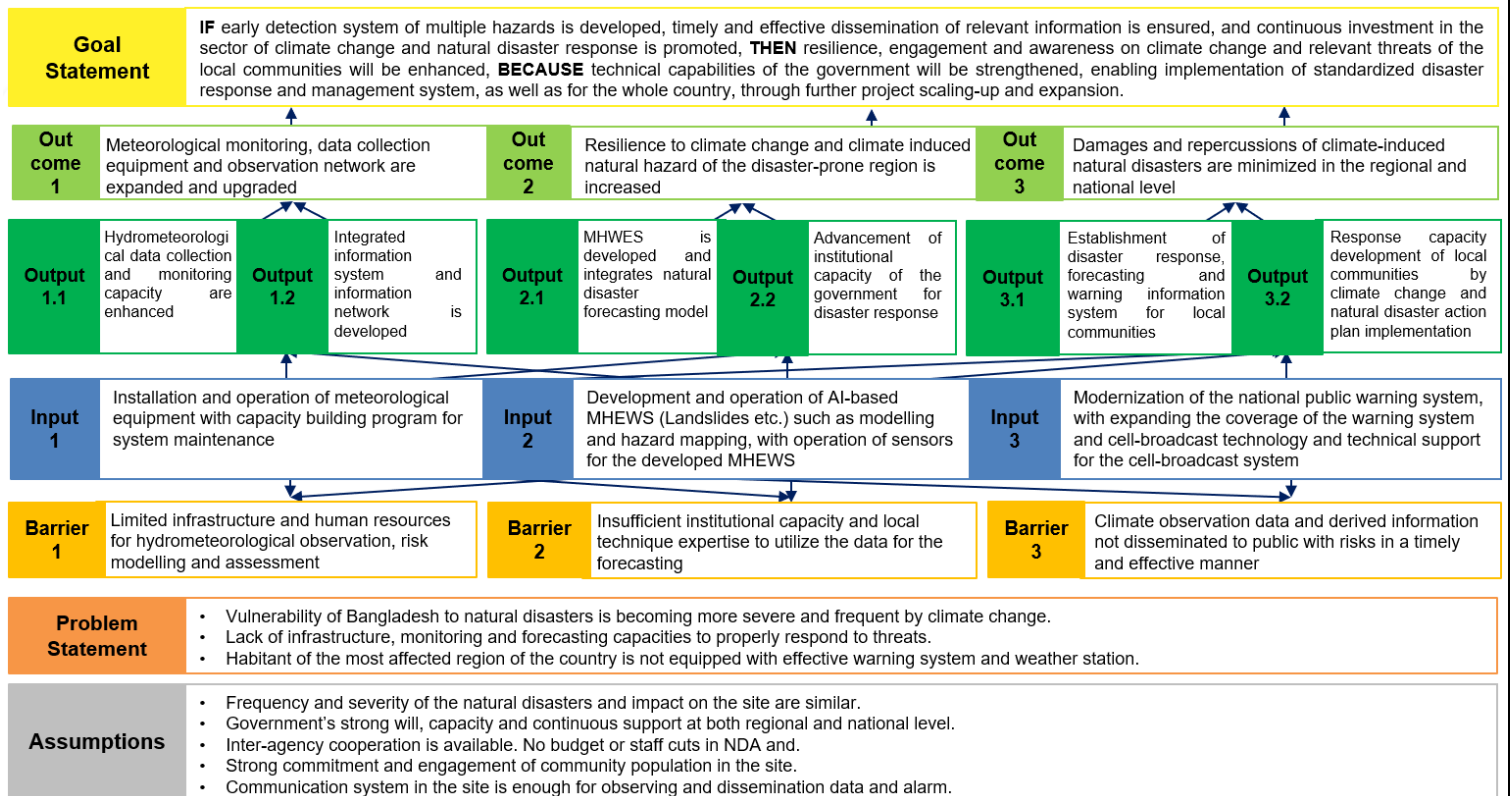 Goal
Statement
IF early detection system of multiple hazards is developed, timely and effective dissemination of relevant information is ensured, and continuous investment in the
sector of climate change and natural disaster response is promoted, THEN resilience, engagement and awareness on climate change and relevant threats of the
local communities will be enhanced, BECAUSE technical capabilities of the government will be strengthened, enabling implementation of standardized disaster
response and management system, as well as for the whole country, through further project scaling-up and expansion.
Out
come
1
Meteorological monitoring, data collection
equipment and observation network are
expanded and upgraded
Out
come
2
Resilience to climate change and climate induced
natural hazard of the disaster-prone region is
increased
Out
come
3
Damages and repercussions of climate-induced
natural disasters are minimized in the regional and
national level
Output
1.1
Hydrometeorologi
cal data collection
and monitoring
capacity are
enhanced
Output
1.2
Integrated
information
system and
information
network is
developed
Output
2.1
MHWES is
developed and
integrates natural
disaster
forecasting model
Output
2.2
Advancement of
institutional
capacity of the
government for
disaster response
Output
3.1
Establishment of
disaster response,
forecasting and
warning information
system for local
communities
Output
3.2
Response capacity
development of local
communities by
climate change and
natural disaster action
plan implementation
Input
1
Installation and operation of meteorological
equipment with capacity building program for
system maintenance
Input
2
Development and operation of AI-based
MHEWS (Landslides etc.) such as modelling
and hazard mapping, with operation of sensors
for the developed MHEWS
Input
3
Modernization of the national public warning system,
with expanding the coverage of the warning system
and cell-broadcast technology and technical support
for the cell-broadcast system
Barrier
1
Limited infrastructure and human resources
for hydrometeorological observation, risk
modelling and assessment
Barrier
2
Insufficient institutional capacity and local
technique expertise to utilize the data for the
forecasting
Barrier
3
Climate observation data and derived information
not disseminated to public with risks in a timely
and effective manner
Problem
Statement
• Vulnerability of Bangladesh to natural disasters is becoming more severe and frequent by climate change.
• Lack of infrastructure, monitoring and forecasting capacities to properly respond to threats.
• Habitant of the most affected region of the country is not equipped with effective warning system and weather station.
Assumptions
• Frequency and severity of the natural disasters and impact on the site are similar.
• Government's strong will, capacity and continuous support at both regional and national level.
• Inter-agency cooperation is available. No budget or staff cuts in NDA and.
• Strong commitment and engagement of community population in the site.
• Communication system in the site is enough for observing and dissemination data and alarm.